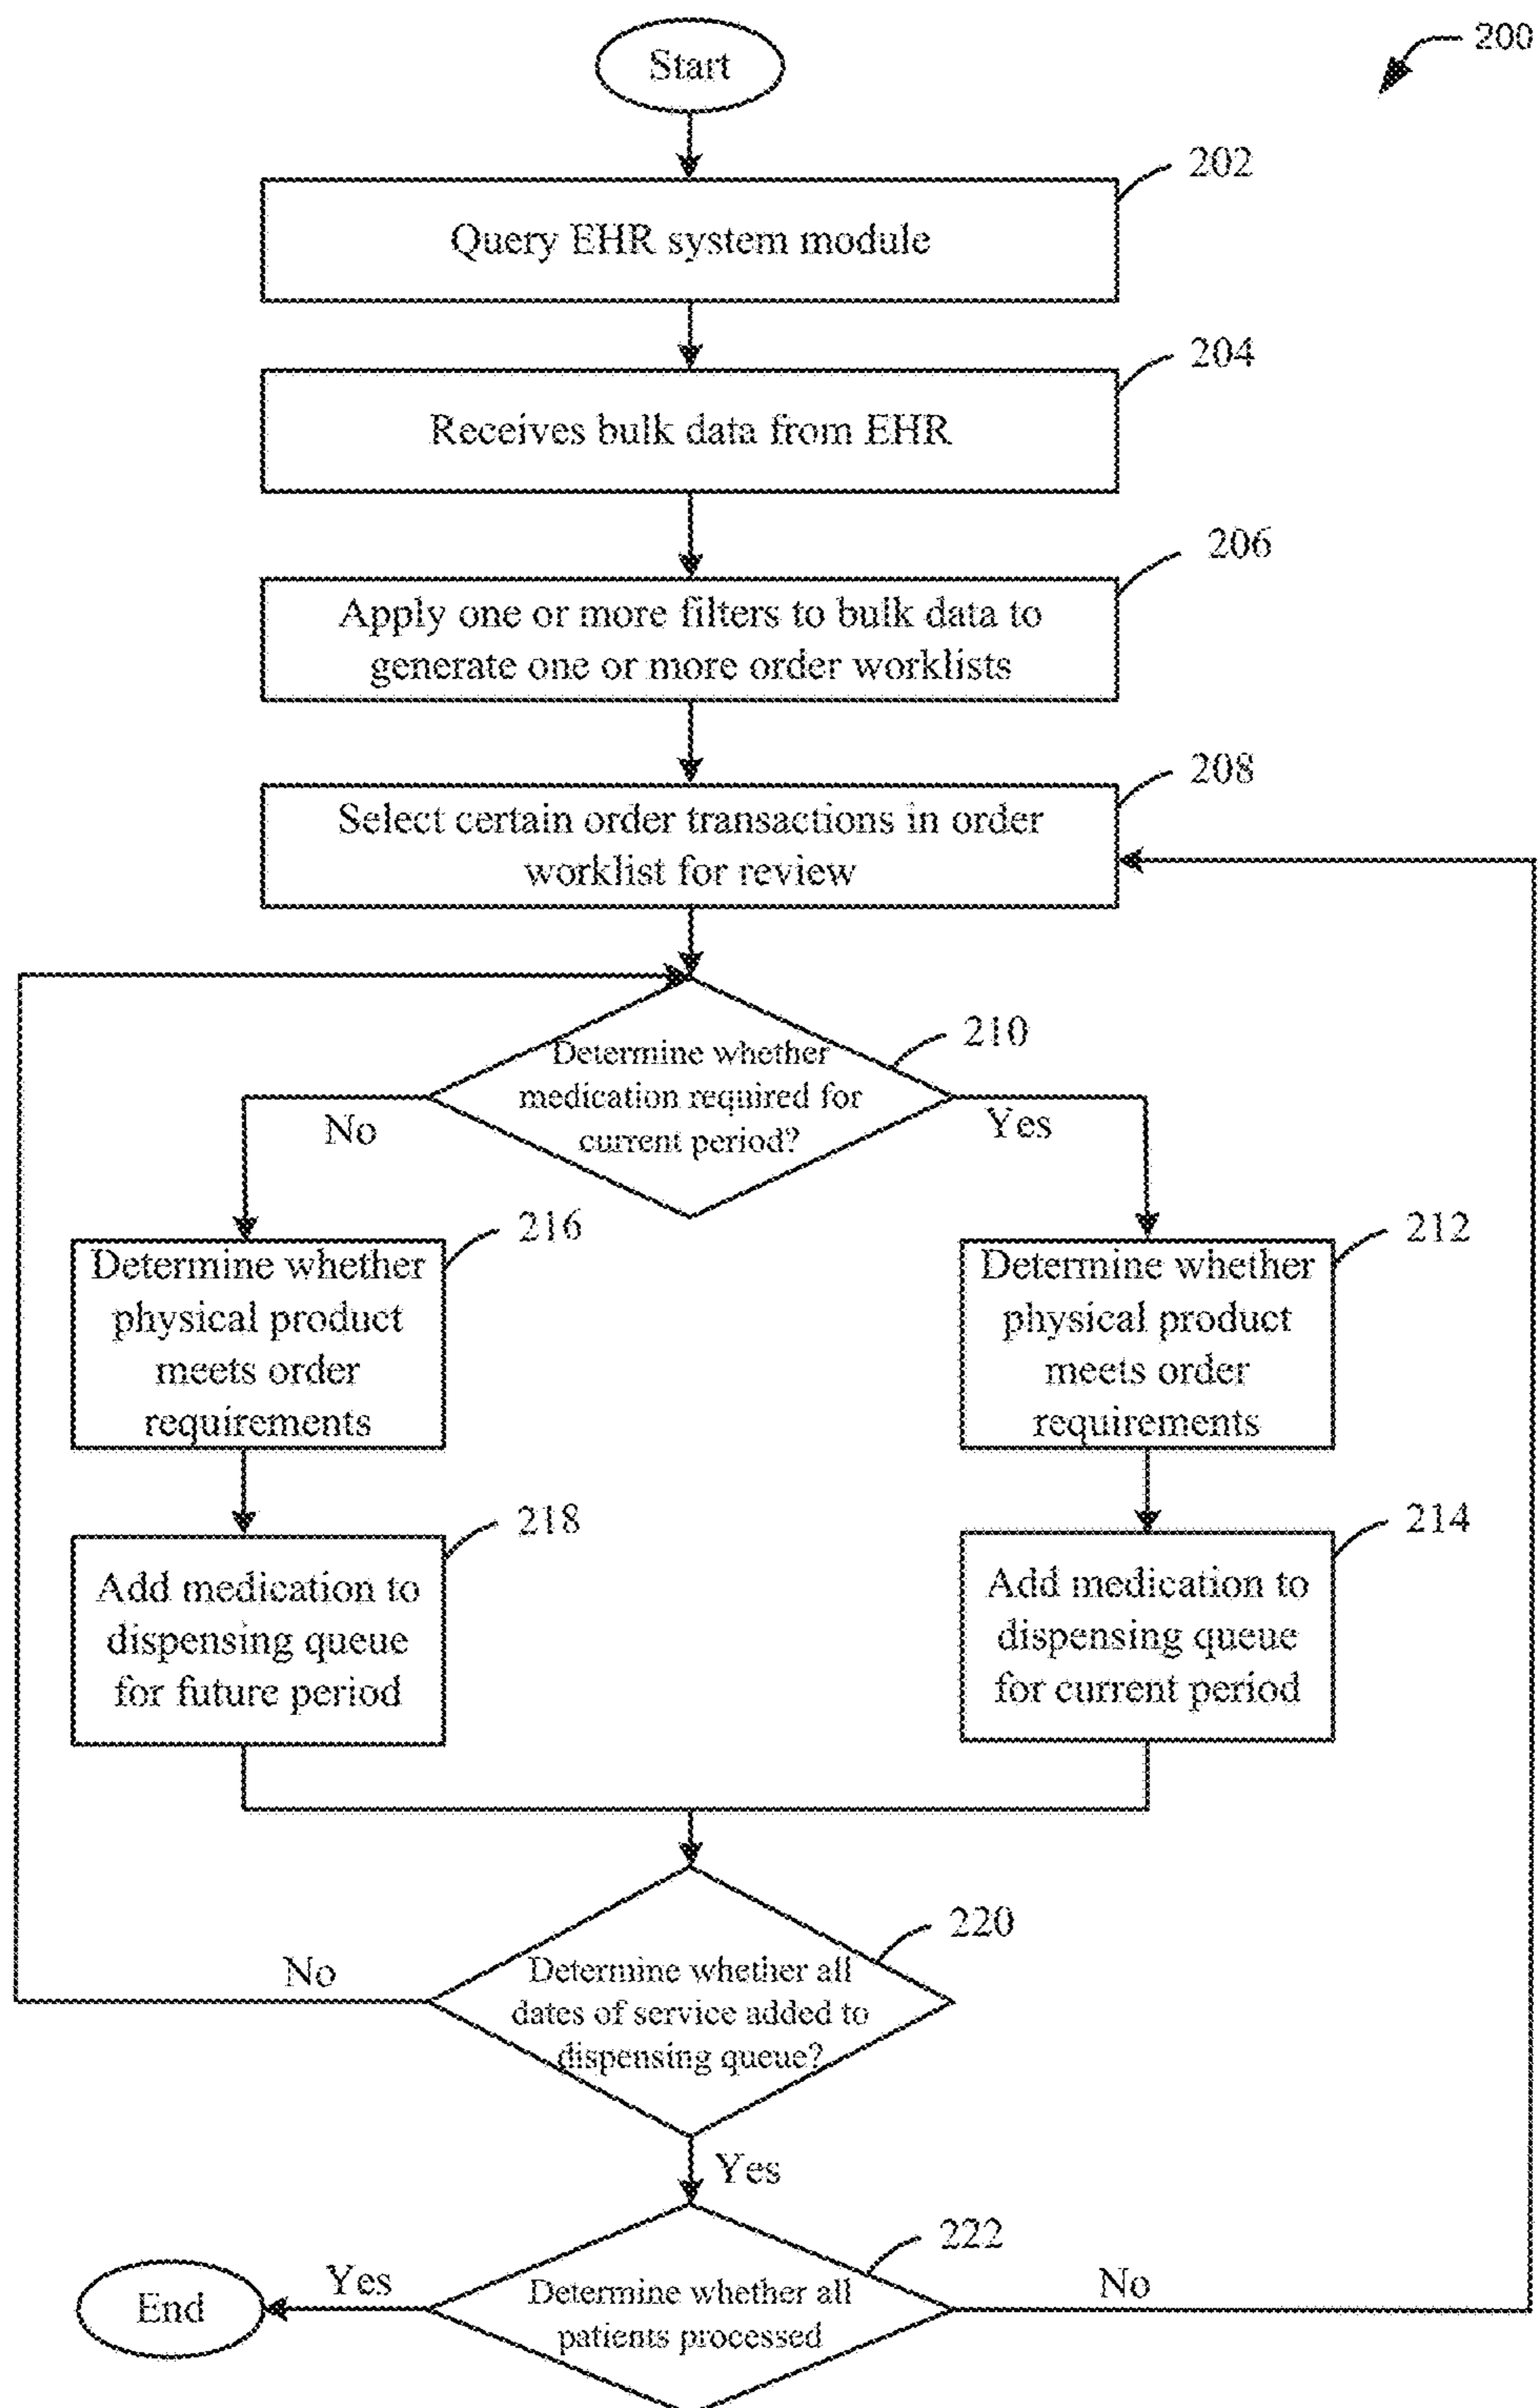 Start
200
202
Query EHR system module
204
Receives bulk data from EHR
206
Apply one or more filters to bulk data to
generate one or more order worklists
208
Select certain order transactions in order
worklist for review
210
Determine whether
medication required for
current period?
No
Yes
216
Determine whether
physical product
meets order
requirements
212
Determine whether
physical product
meets order
requirements
218
Add medication to
dispensing queue
for future period
214
Add medication to
dispensing queue
for current period
220
Determine whether all
dates of service added to
dispensing queue?
No
Yes
222
Determine whether all
patients processed
Yes
No
End